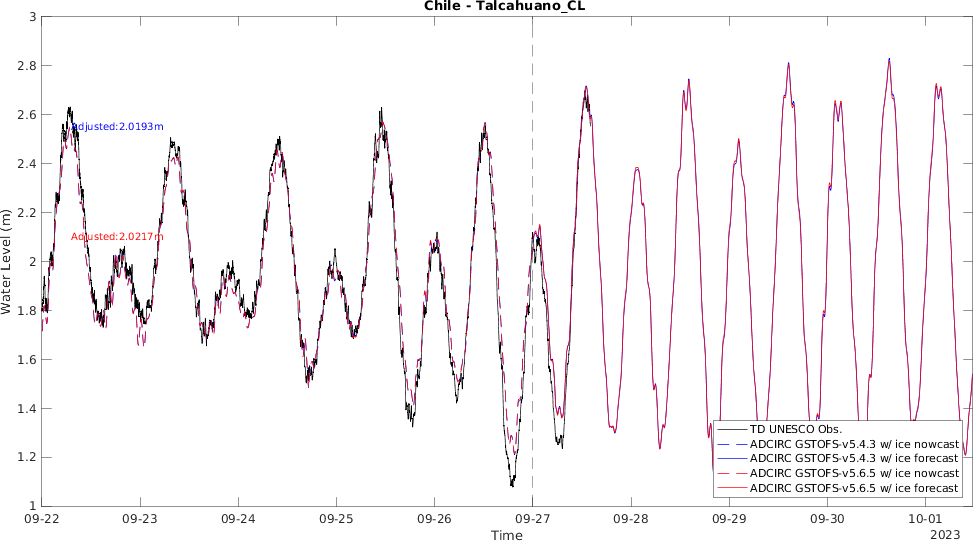 Chile - Talcahuano_CL
3
2.8
2.6
2.4
2.2
2
1.8
1.6
1.4
1.2
1
Water Level (m)
Adjusted:2.0193m
Adjusted:2.0217m
TD UNESCO Obs.
ADCIRC GSTOFS-v5.4.3 w/ ice nowcast
ADCIRC GSTOFS-v5.4.3 w/ ice forecast
ADCIRC GSTOFS-v5.6.5 w/ ice nowcast
ADCIRC GSTOFS-v5.6.5 w/ ice forecast
09-22 09-23 09-24 09-25 09-26 09-27 09-28 09-29 09-30 10-01
Time
2023